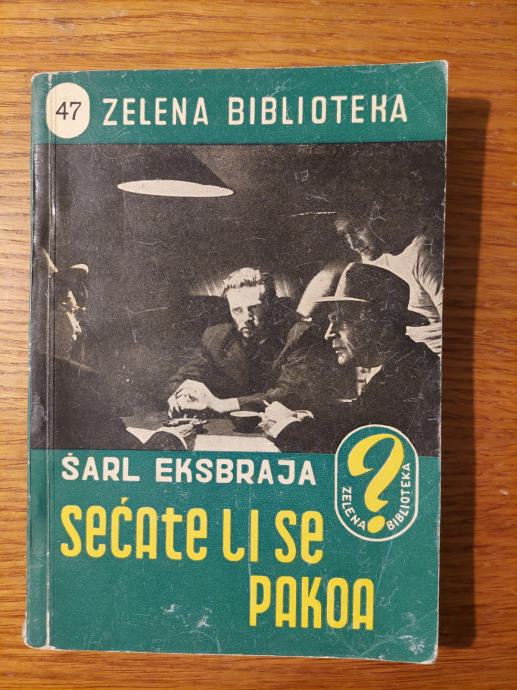 47 ZELENA BIBLIOTEKA
ŠARL EKSBRAJA
SEĆATE LI SE
PAKOA
ZELENA BIBLIOTEKA
?